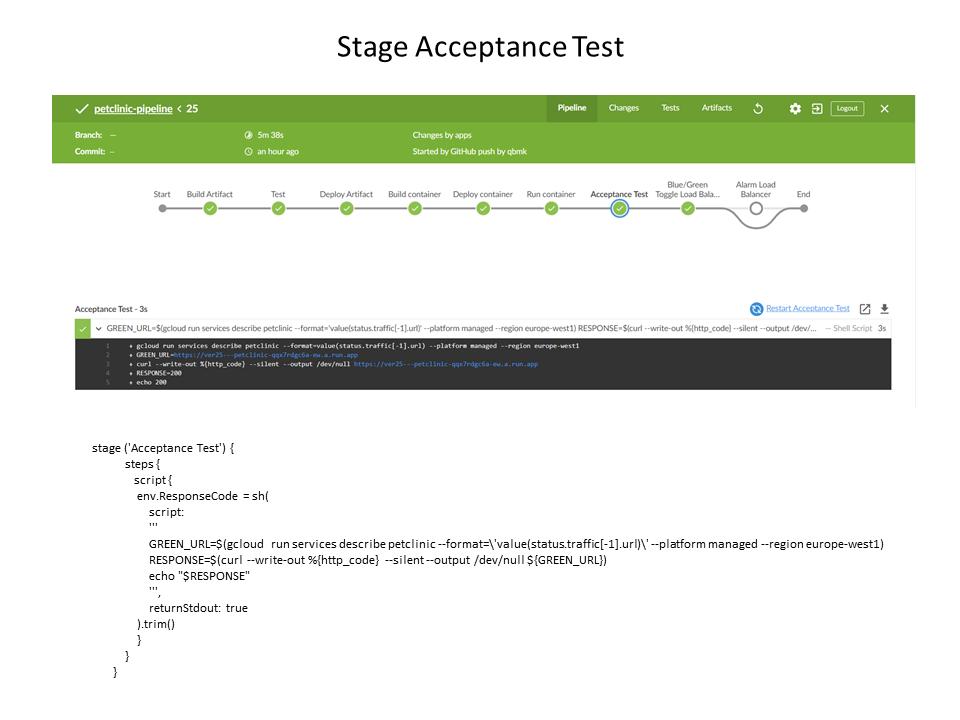 Stage Acceptance Test
petclinic-pipeline < 25
Pipeline Changes Tests Artifacts Logout
Branch: — 5m 38s Changes by apps
Commit: — an hour ago Started by GitHub push by qbmk
Start Build Artifact Test Deploy Artifact Build container Deploy container Run container Acceptance Test Blue/Green Toggle Load Bala... Alarm Load Balancer End
Acceptance Test - 3s Restart Acceptance Test
GREEN_URL=$(gcloud run services describe petclinic --format='value(status.traffic[-1].url)' --platform managed --region europe-west1) RESPONSE=$(curl --write-out %{http_code} --silent --output /dev/... — Shell Script 3s
1 + gcloud run services describe petclinic --format=value(status.traffic[-1].url) --platform managed --region europe-west1
2 + GREEN_URL=https://ver25---petclinic-qqx7rdgc6a-ew.a.run.app
3 + curl --write-out %{http_code} --silent --output /dev/null https://ver25---petclinic-qqx7rdgc6a-ew.a.run.app
4 + RESPONSE=200
5 + echo 200
stage ('Acceptance Test') {
steps {
script {
env.ResponseCode = sh(
script:
'''
GREEN_URL=$(gcloud run services describe petclinic --format=\'value(status.traffic[-1].url)\' --platform managed --region europe-west1)
RESPONSE=$(curl --write-out %{http_code} --silent --output /dev/null ${GREEN_URL})
echo "$RESPONSE"
''',
returnStdout: true
).trim()
}
}
}